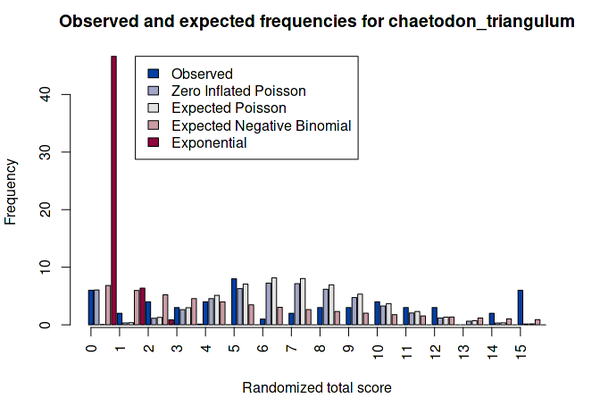 Observed and expected frequencies for chaetodon_triangulum
Observed
Zero Inflated Poisson
Expected Poisson
Expected Negative Binomial
Exponential
Frequency
40
30
20
10
0
0 1 2 3 4 5 6 7 8 9 10 11 12 13 14 15
Randomized total score